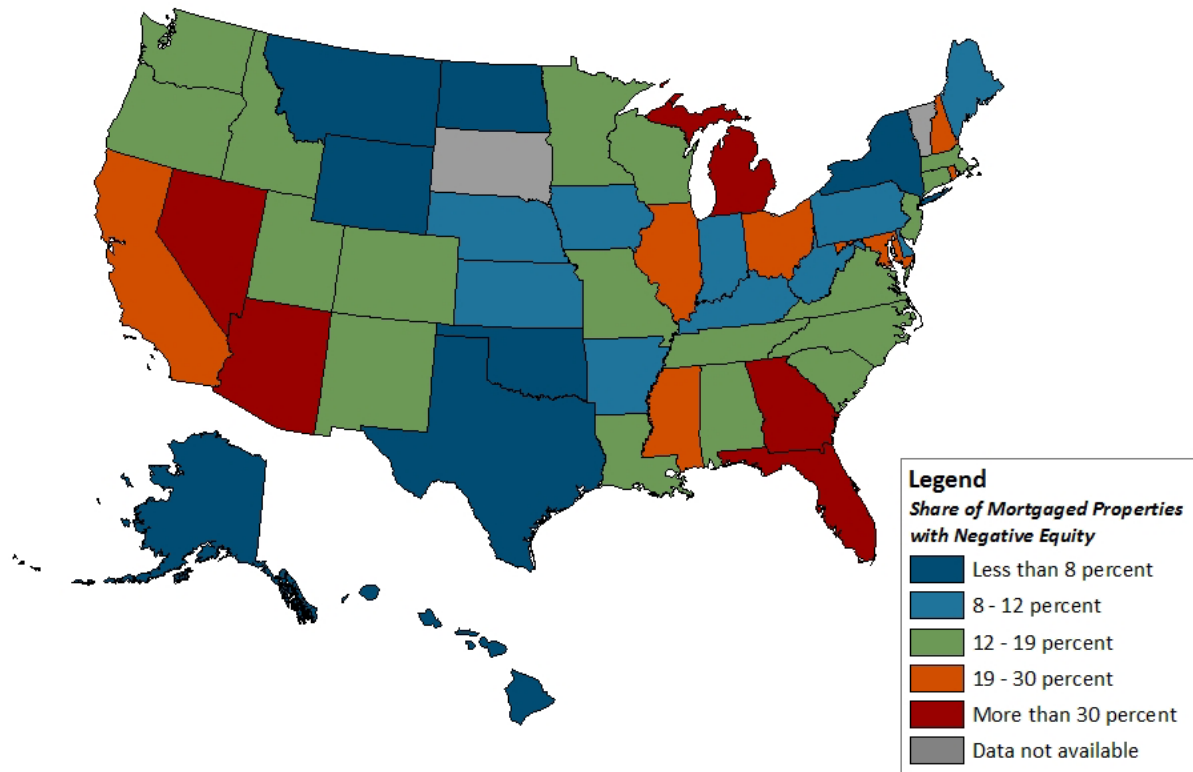 Legend
Share of Mortgaged Properties
with Negative Equity
Less than 8 percent
8 - 12 percent
12 - 19 percent
19 - 30 percent
More than 30 percent
Data not available